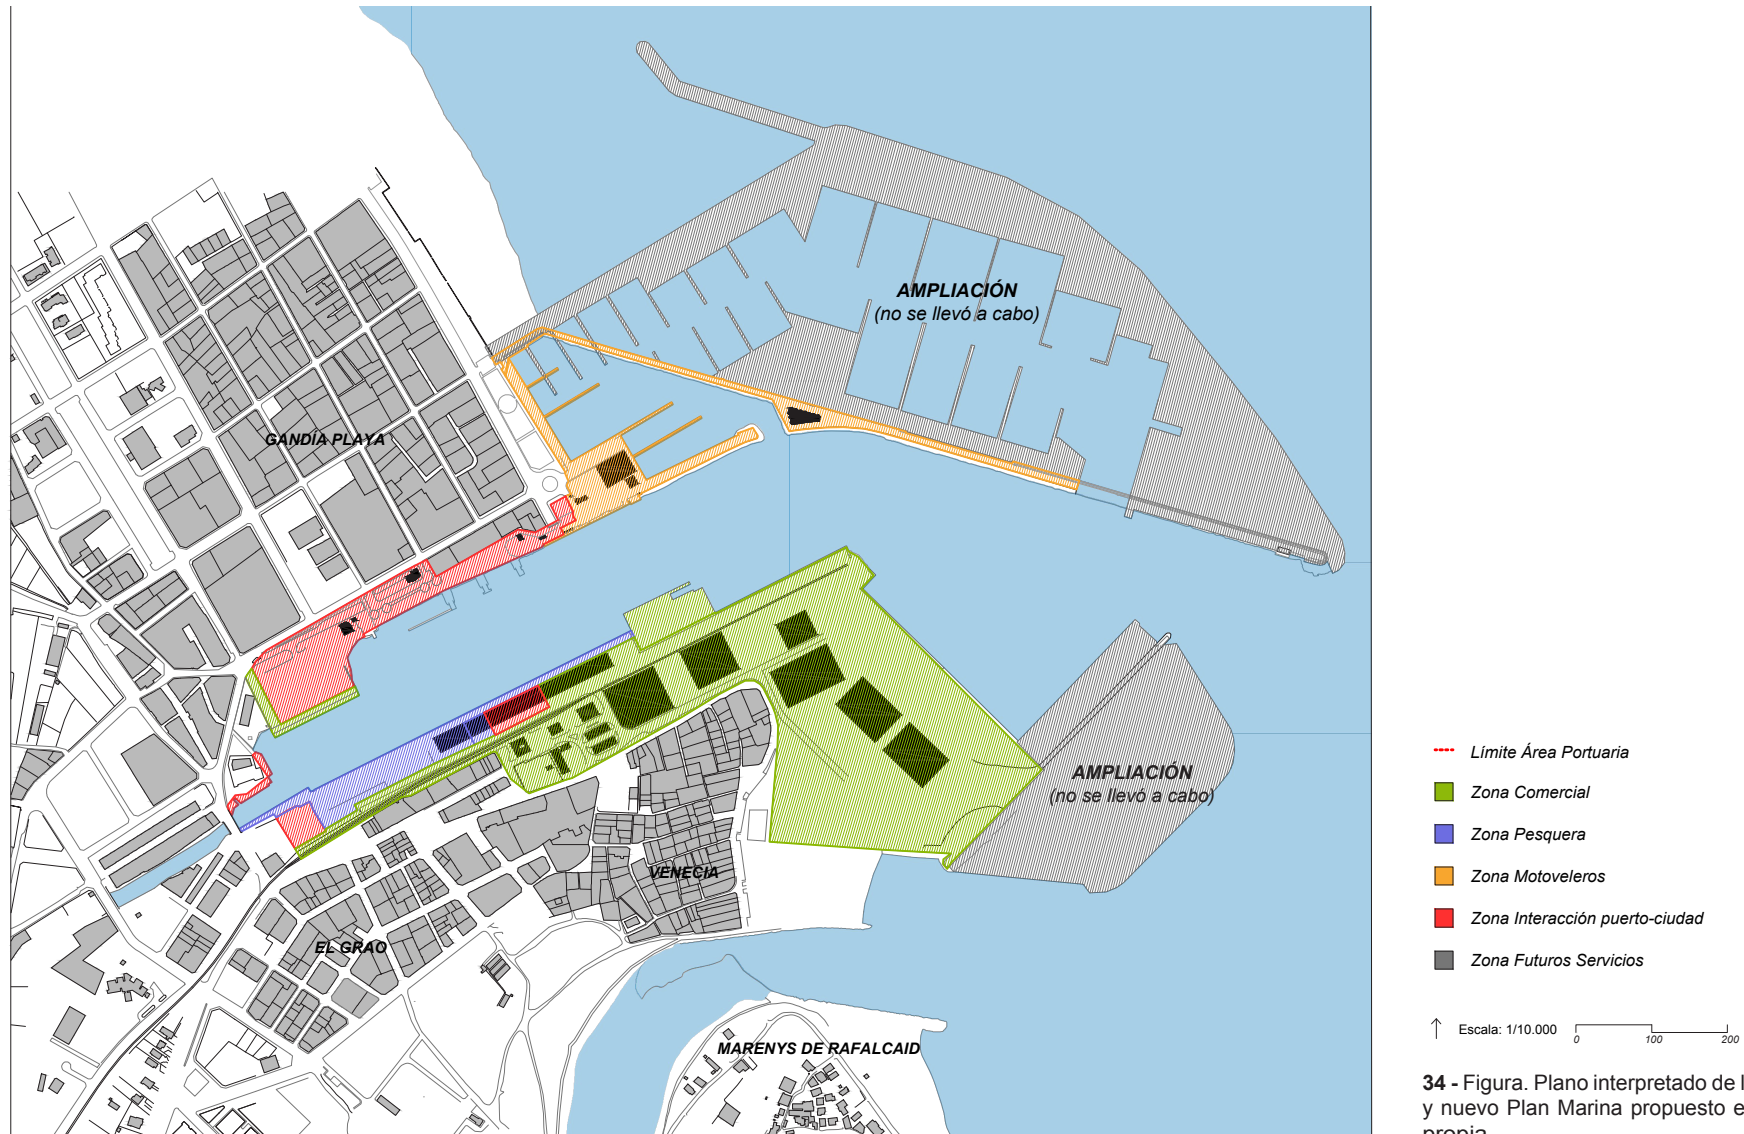 AMPLIACIÓN
(no se llevó a cabo)
GANDÍA PLAYA
AMPLIACIÓN
(no se llevó a cabo)
VENECIA
EL GRAO
MARENYS DE RAFALCAID
Límite Área Portuaria
Zona Comercial
Zona Pesquera
Zona Motoveleros
Zona Interacción puerto-ciudad
Zona Futuros Servicios
Escala: 1/10.000
0 100 200
34 - Figura. Plano interpretado de l
y nuevo Plan Marina propuesto e
propia